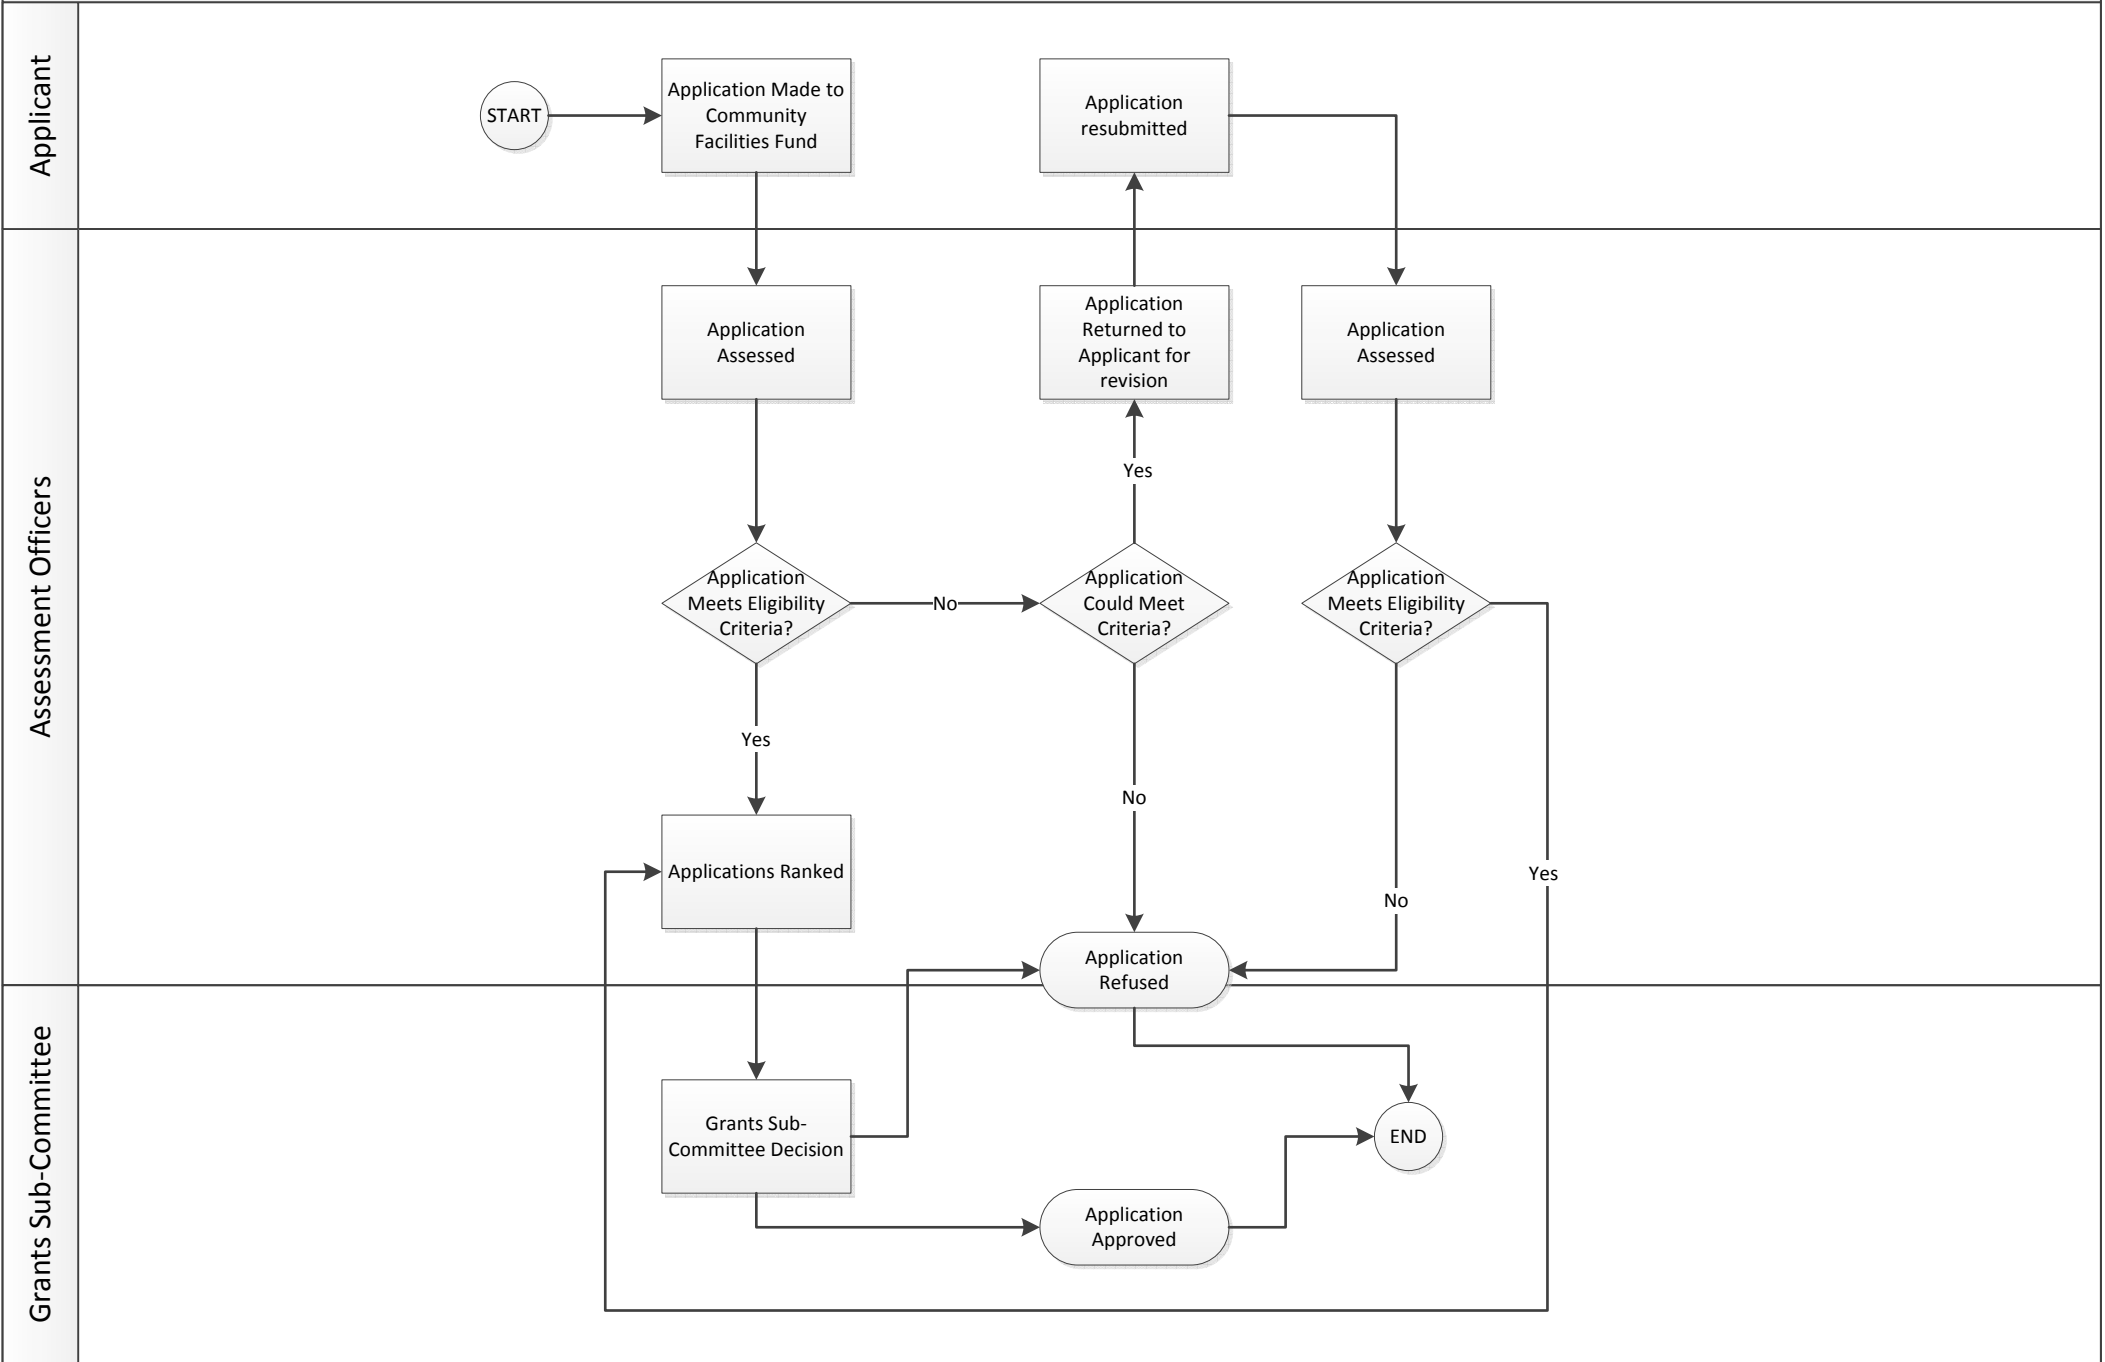 Applicant
START
Application Made to
Community
Facilities Fund
Application
resubmitted
Assessment Officers
Application
Assessed
Application
Returned to
Applicant for
revision
Application
Assessed
Yes
Application
Meets Eligibility
Criteria?
No
Application
Could Meet
Criteria?
Application
Meets Eligibility
Criteria?
Yes
No
Applications Ranked
Yes
No
Application
Refused
Grants Sub-Committee
Grants Sub-
Committee Decision
END
Application
Approved